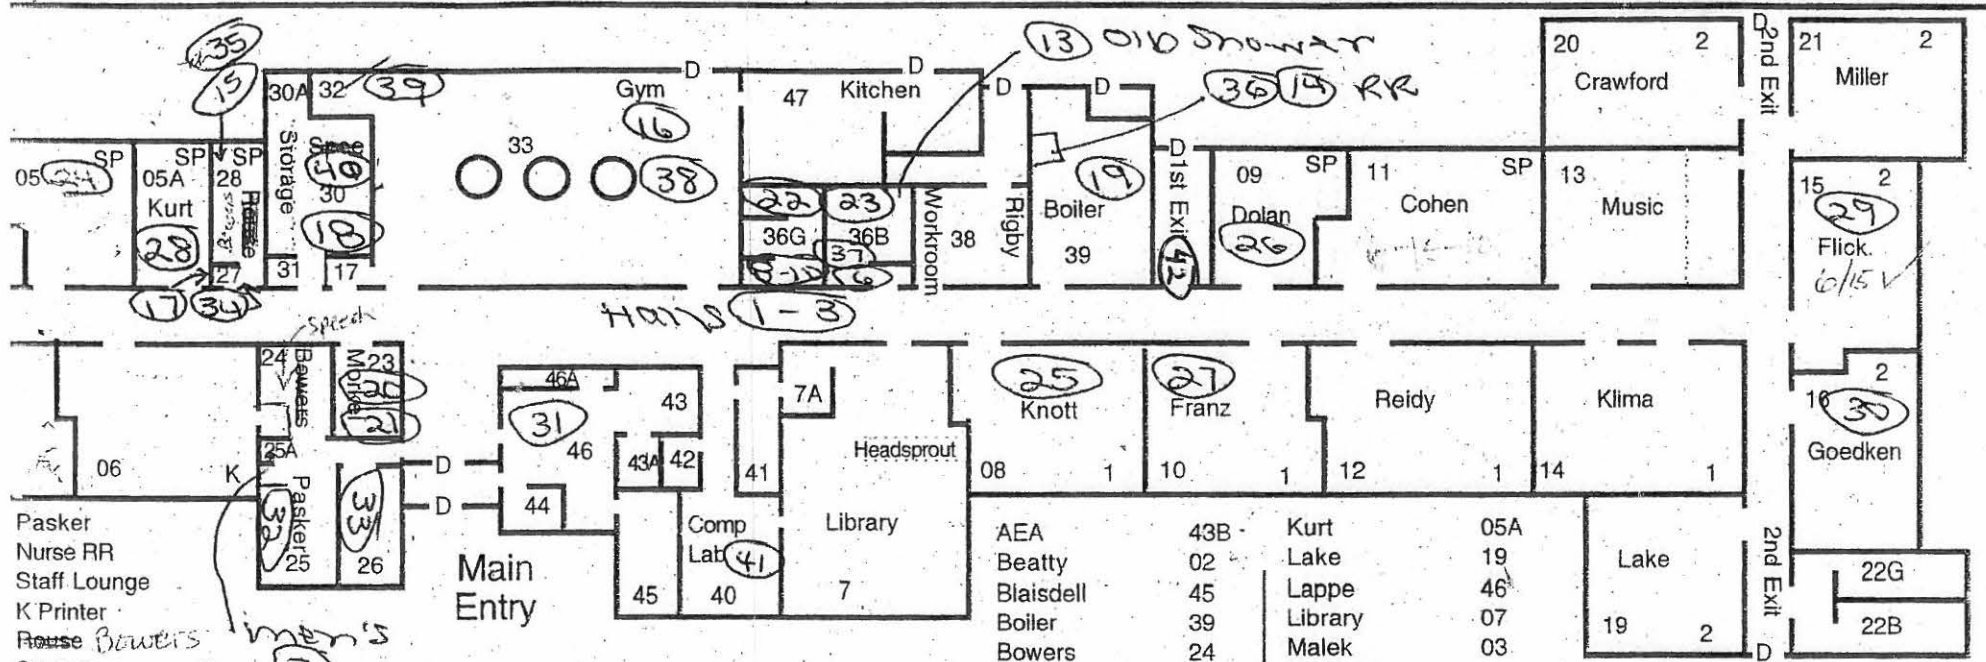 35
15
13 Old Shower
36 14 RR
20 2
Crawford
D
2nd Exit
21 2
Miller
30A
32
39
D
Gym
16
47
Kitchen
D
D
D
05 24
SP
05A
SP
Kurt
28
SP
28
27
Storage
31
40
30
18
17
33
38
22
23
36G
36B
8-11
37
6
Workroom
38
Rigby
Boiler
19
39
D
1st Exit
42
09
SP
Dolan
26
11
SP
Cohen
13
Music
15 2
29
Flick.
6/15 V
17 34
Halls 1-3
Speech
24
Bowers
Morkel
23
20
21
46A
31
46
43
43A
42
44
41
7A
Headsprout
Library
7
25
Knott
08 1
27
Franz
10 1
Reidy
12 1
Klima
14 1
2
16
30
Goedken
06
K
25A
Pasker
32
25
33
26
D
D
Main
Entry
45
Comp
Lab 41
40
Pasker
Nurse RR
Staff Lounge
K Printer
Rouse Bowers
men's
AEA 43B
Beatty 02
Blaisdell 45
Boiler 39
Bowers 24
Kurt 05A
Lake 19
Lappe 46
Library 07
Malek 03
Lake
19 2
2nd Exit
D
22G
22B